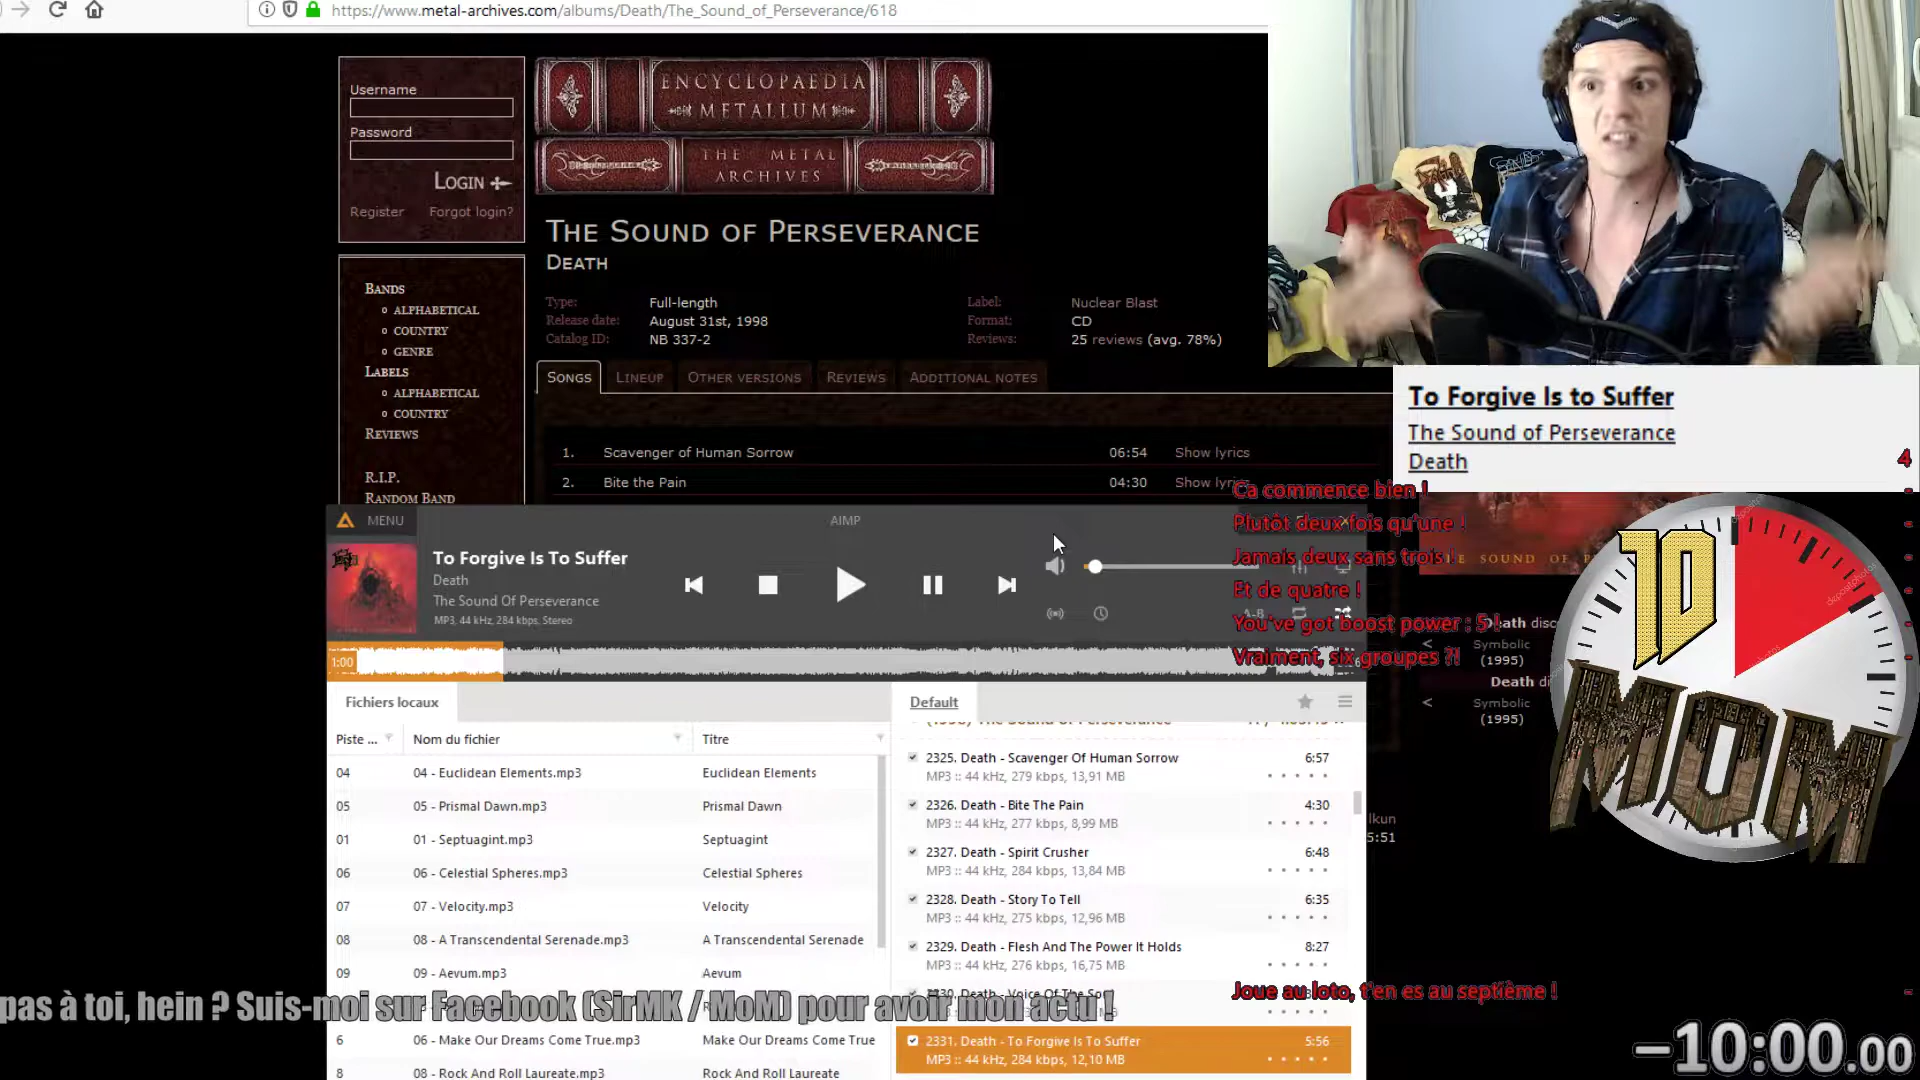 https://www.metal-archives.com/albums/Death/The_Sound_of_Perseverance/618
Username
Password
LOGIN
Register Forgot login?
ENCYCLOPAEDIA
METALLUM
THE METAL
ARCHIVES
THE SOUND OF PERSEVERANCE
DEATH
Type: Full-length
Release date: August 31st, 1998
Catalog ID: NB 337-2
Label: Nuclear Blast
Format: CD
Reviews: 25 reviews (avg. 78%)
BANDS
ALPHABETICAL
COUNTRY
GENRE
LABELS
ALPHABETICAL
COUNTRY
REVIEWS
R.I.P.
RANDOM BAND
SONGS LINEUP OTHER VERSIONS REVIEWS ADDITIONAL NOTES
1. Scavenger of Human Sorrow 06:54 Show lyrics
2. Bite the Pain 04:30 Show lyrics
To Forgive Is to Suffer
The Sound of Perseverance
Death
4
Ca commence bien !
Plutôt deux fois qu'une !
Jamais deux sans trois !
Et de quatre !
You've got boost power : 5 !
Vraiment, six groupes ?!
Joue au loto, t'en es au septième !
SOUND OF
Death disc
< Symbolic
(1995)
Death di
< Symbolic
(1995)
lkun
5:51
10
MOM
MENU AIMP
To Forgive Is To Suffer
Death
The Sound Of Perseverance
MP3, 44 kHz, 284 kbps, Stereo
A-B
1:00
Fichiers locaux
Default
Piste ... Nom du fichier Titre
04 04 - Euclidean Elements.mp3 Euclidean Elements
05 05 - Prismal Dawn.mp3 Prismal Dawn
01 01 - Septuagint.mp3 Septuagint
06 06 - Celestial Spheres.mp3 Celestial Spheres
07 07 - Velocity.mp3 Velocity
08 08 - A Transcendental Serenade.mp3 A Transcendental Serenade
09 09 - Aevum.mp3 Aevum
6 06 - Make Our Dreams Come True.mp3 Make Our Dreams Come True
8 08 - Rock And Roll Laureate.mp3 Rock And Roll Laureate
2325. Death - Scavenger Of Human Sorrow 6:57
MP3 :: 44 kHz, 279 kbps, 13,91 MB
2326. Death - Bite The Pain 4:30
MP3 :: 44 kHz, 277 kbps, 8,99 MB
2327. Death - Spirit Crusher 6:48
MP3 :: 44 kHz, 284 kbps, 13,84 MB
2328. Death - Story To Tell 6:35
MP3 :: 44 kHz, 275 kbps, 12,96 MB
2329. Death - Flesh And The Power It Holds 8:27
MP3 :: 44 kHz, 276 kbps, 16,75 MB
2330. Death - Voice Of The Soul
2331. Death - To Forgive Is To Suffer 5:56
MP3 :: 44 kHz, 284 kbps, 12,10 MB
pas à toi, hein ? Suis-moi sur Facebook (SirMK / MoM) pour avoir mon actu !
-10:00.00